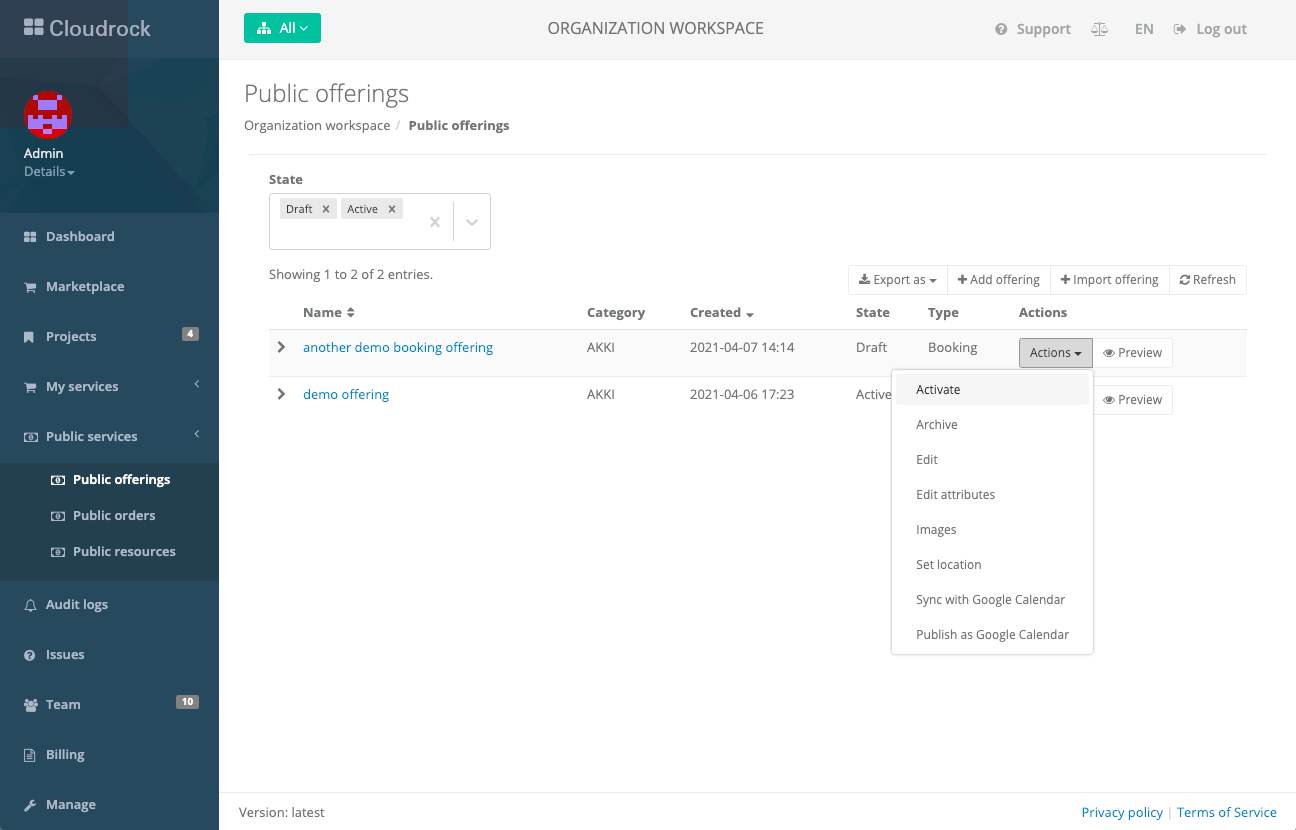 Cloudrock
All
ORGANIZATION WORKSPACE
Support
EN
Log out
Admin
Details
Dashboard
Marketplace
Projects 4
My services
Public services
Public offerings
Public orders
Public resources
Audit logs
Issues
Team 10
Billing
Manage
Public offerings
Organization workspace / Public offerings
State
Draft x Active x
Showing 1 to 2 of 2 entries.
Export as Add offering Import offering Refresh
Name Category Created State Type Actions
another demo booking offering AKKI 2021-04-07 14:14 Draft Booking Actions Preview
demo offering AKKI 2021-04-06 17:23 Active Preview
Activate
Archive
Edit
Edit attributes
Images
Set location
Sync with Google Calendar
Publish as Google Calendar
Version: latest
Privacy policy | Terms of Service